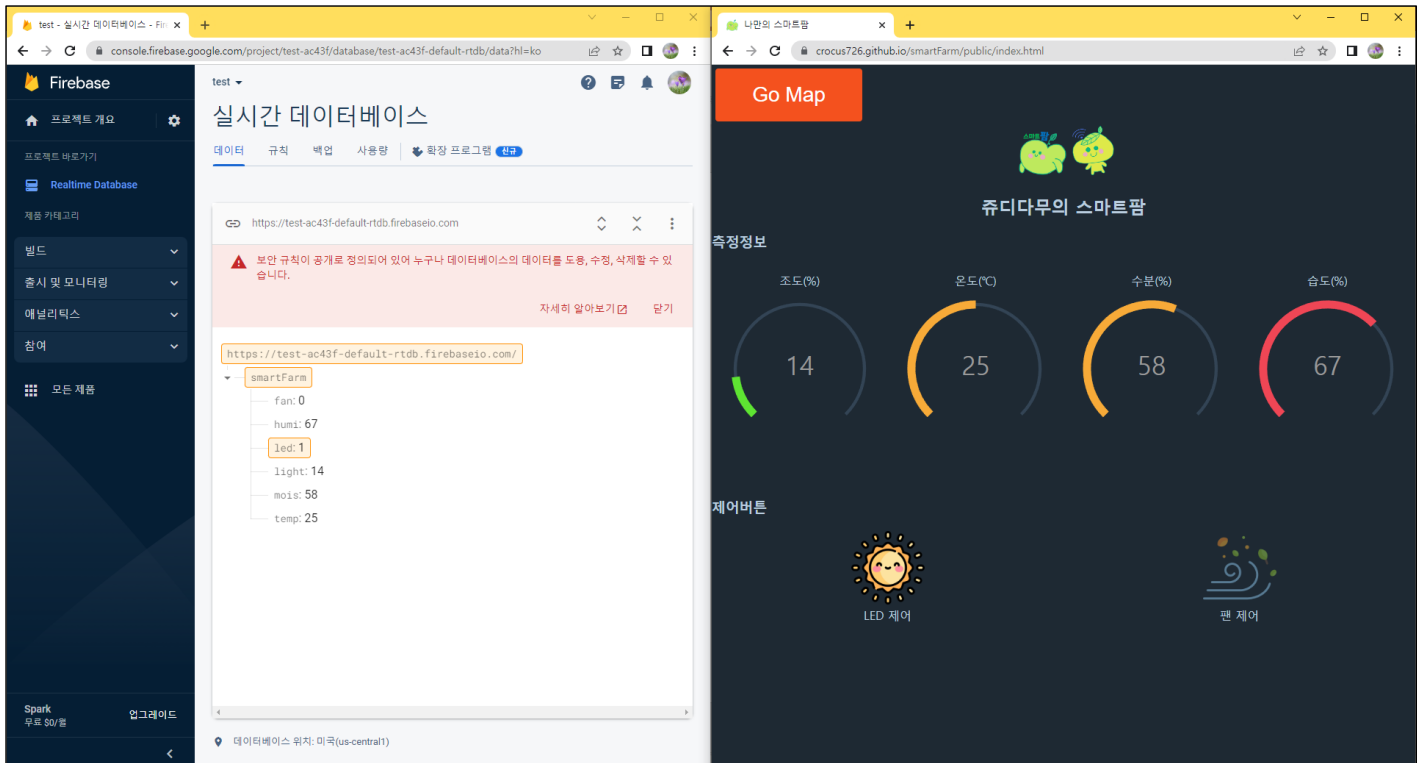 test - 실시간 데이터베이스 - Fir
console.firebase.google.com/project/test-ac43f/database/test-ac43f-default-rtdb/data?hl=ko
Firebase
프로젝트 개요
프로젝트 바로가기
Realtime Database
제품 카테고리
빌드
출시 및 모니터링
애널리틱스
참여
모든 제품
Spark
무료 $0/월
업그레이드
test
실시간 데이터베이스
데이터 규칙 백업 사용량 확장 프로그램 신규
https://test-ac43f-default-rtdb.firebaseio.com
보안 규칙이 공개로 정의되어 있어 누구나 데이터베이스의 데이터를 도용, 수정, 삭제할 수 있
습니다.
자세히 알아보기 닫기
https://test-ac43f-default-rtdb.firebaseio.com/
smartFarm
fan: 0
humi: 67
led: 1
light: 14
mois: 58
temp: 25
데이터베이스 위치: 미국(us-central1)
나만의 스마트팜
crocus726.github.io/smartFarm/public/index.html
Go Map
스마트팜
쥬디다무의 스마트팜
측정정보
조도(%) 온도(℃) 수분(%) 습도(%)
14 25 58 67
제어버튼
LED 제어 팬 제어